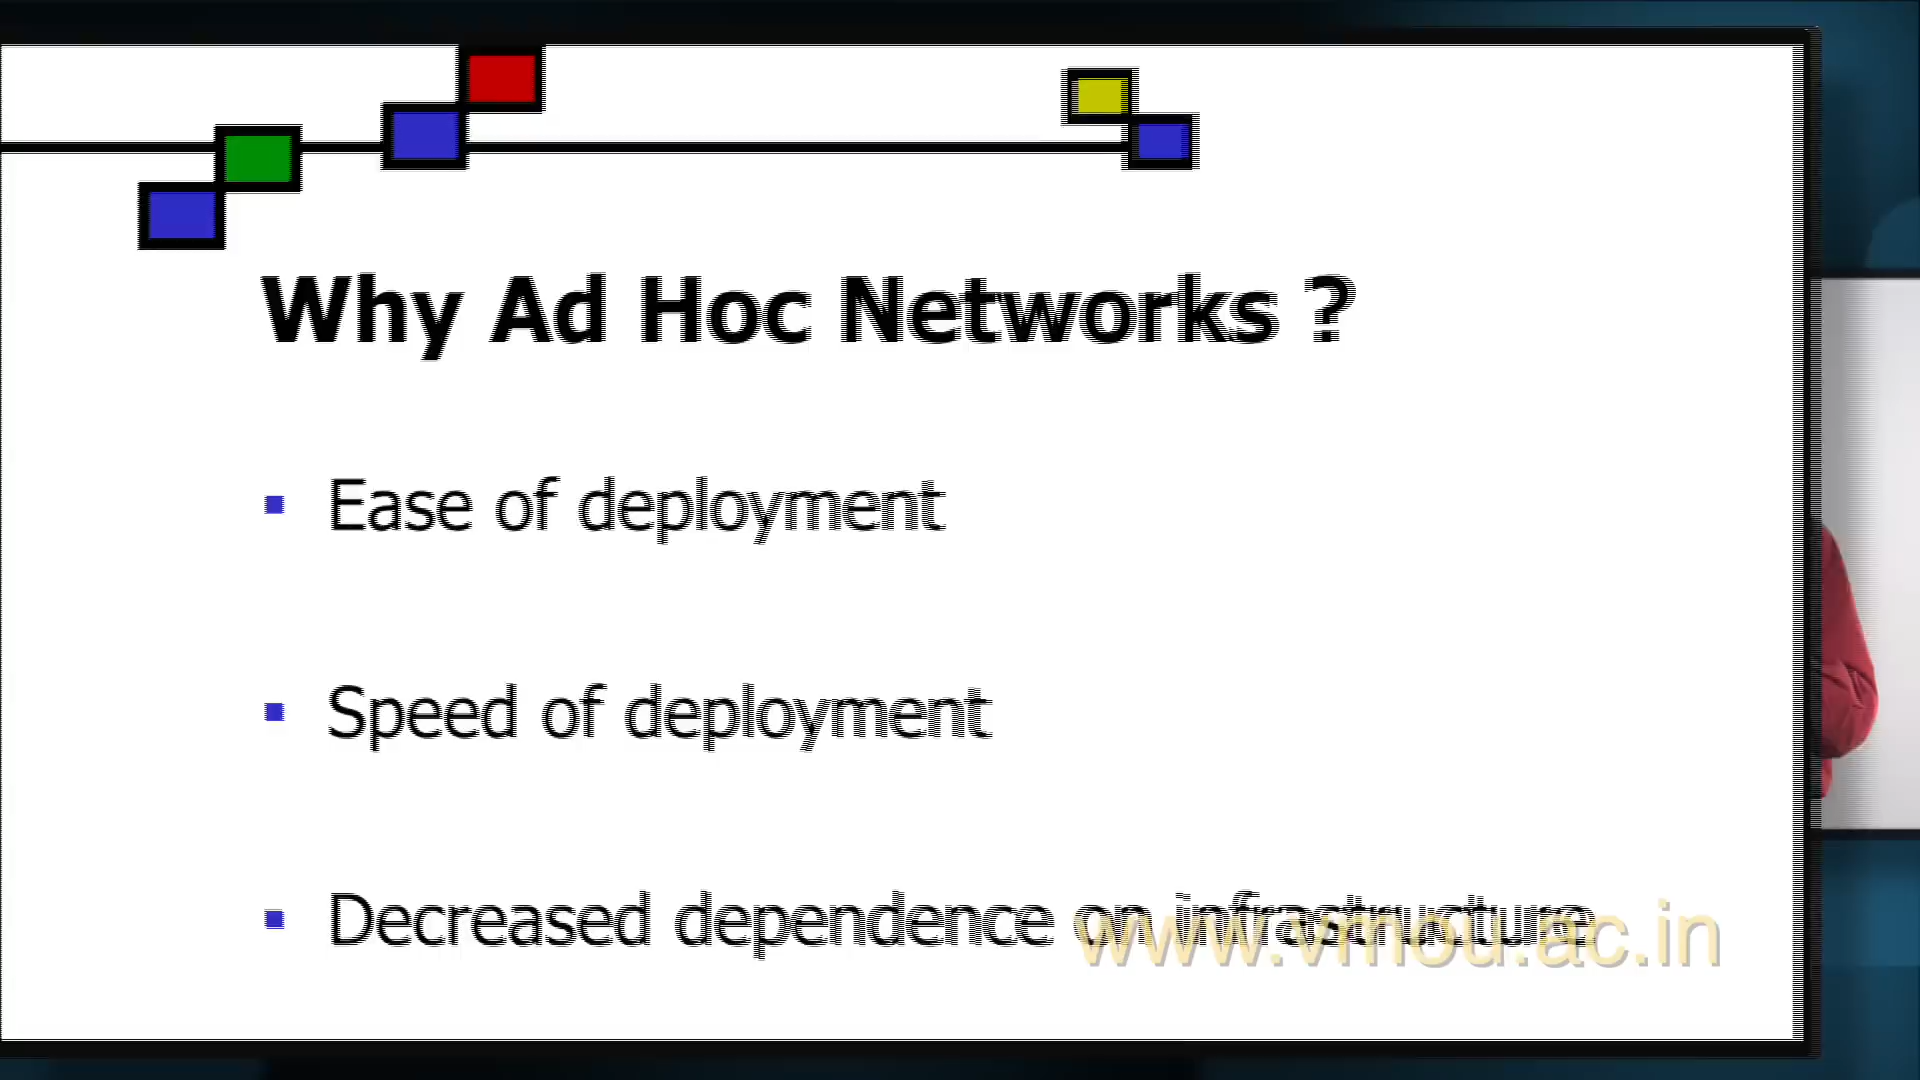 Why Ad Hoc Networks ?
Ease of deployment
Speed of deployment
Decreased dependence on infrastructure
www.vmou.ac.in